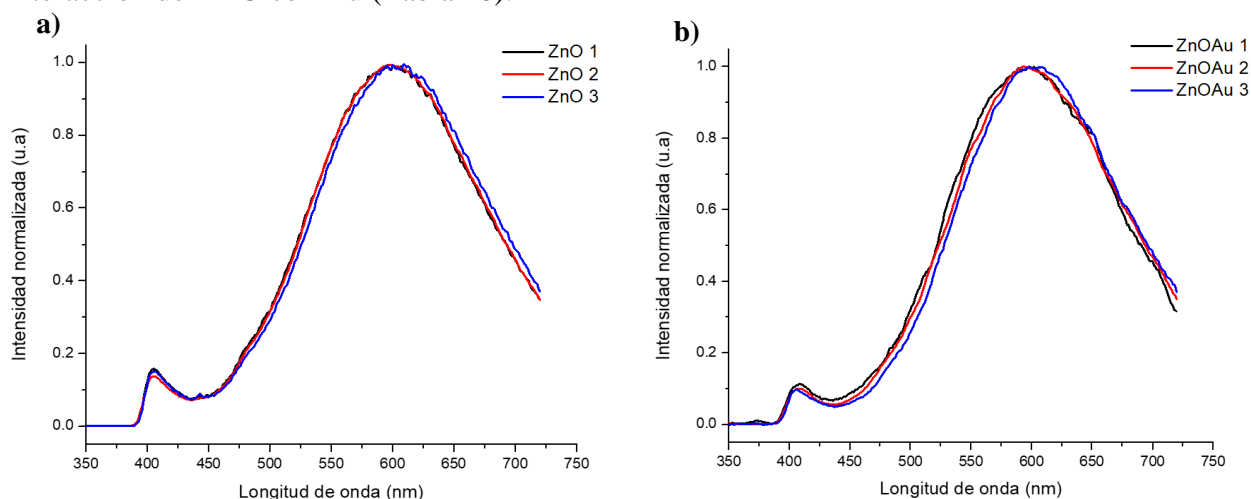 a)
ZnO 1
ZnO 2
ZnO 3
1.0
0.8
0.6
0.4
0.2
0.0
Intensidad normalizada (u.a)
350 400 450 500 550 600 650 700 750
Longitud de onda (nm)
b)
ZnOAu 1
ZnOAu 2
ZnOAu 3
1.0
0.8
0.6
0.4
0.2
0.0
Intensidad normalizada (u.a)
350 400 450 500 550 600 650 700 750
Longitud de onda (nm)